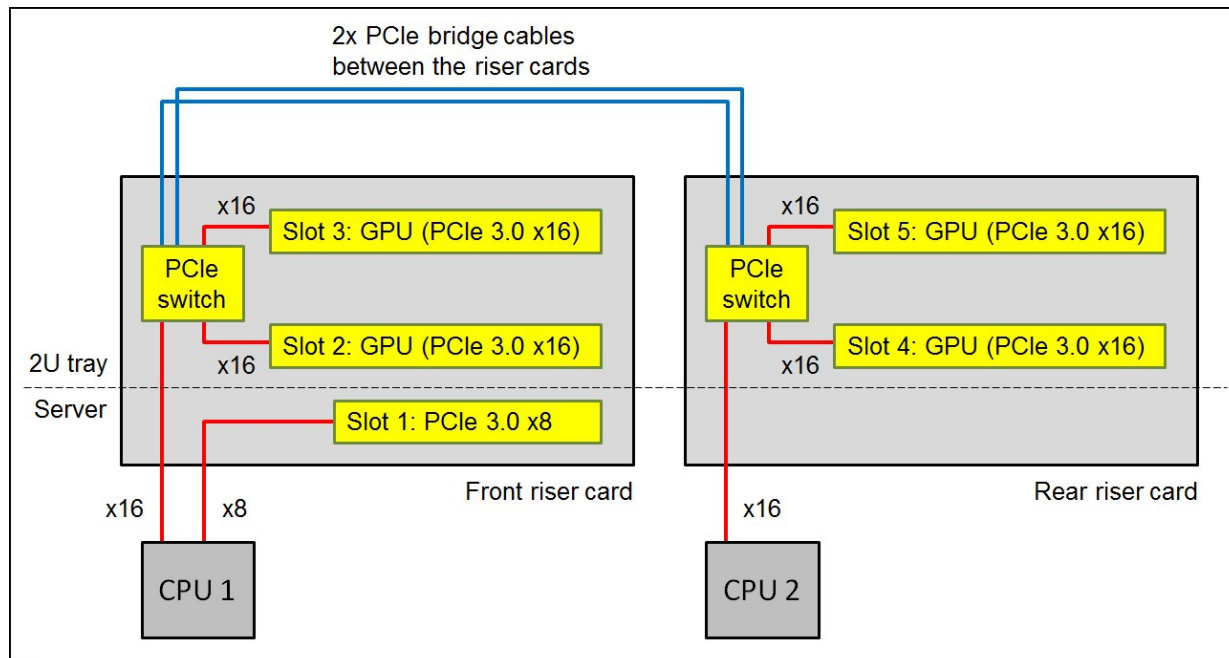 2x PCIe bridge cables
between the riser cards
x16
Slot 3: GPU (PCIe 3.0 x16)
PCIe
switch
Slot 2: GPU (PCIe 3.0 x16)
x16
x16
Slot 5: GPU (PCIe 3.0 x16)
PCIe
switch
Slot 4: GPU (PCIe 3.0 x16)
x16
2U tray
Server
Slot 1: PCIe 3.0 x8
Front riser card
Rear riser card
x16
x8
x16
CPU 1
CPU 2